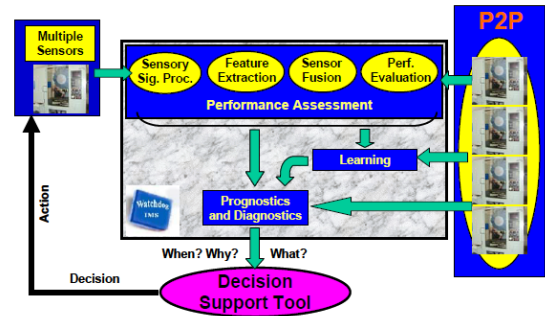 Multiple
Sensors
P2P
Sensory
Sig. Proc.
Feature
Extraction
Sensor
Fusion
Perf.
Evaluation
Performance Assessment
Learning
Prognostics
and Diagnostics
Watchdog
IMS
Action
When? Why? What?
Decision
Decision
Support Tool